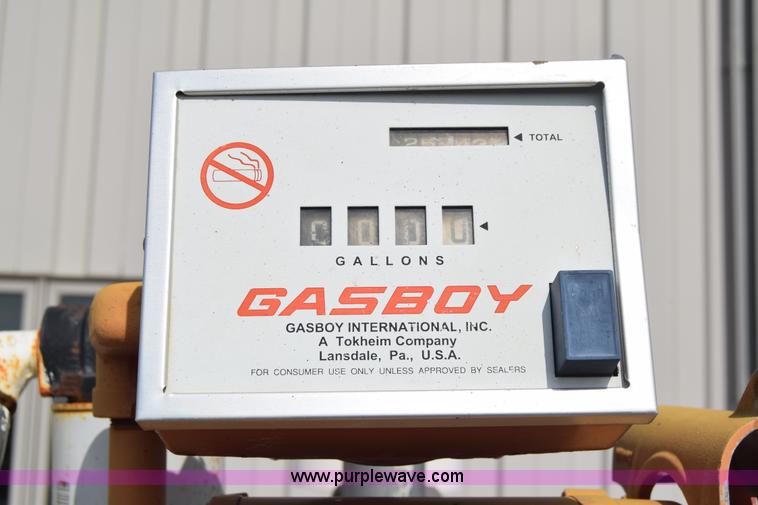 TOTAL
GALLONS
GASBOY
GASBOY INTERNATIONAL, INC.
A Tokheim Company
Lansdale, Pa., U.S.A.
FOR CONSUMER USE ONLY UNLESS APPROVED BY SEALERS
www.purplewave.com